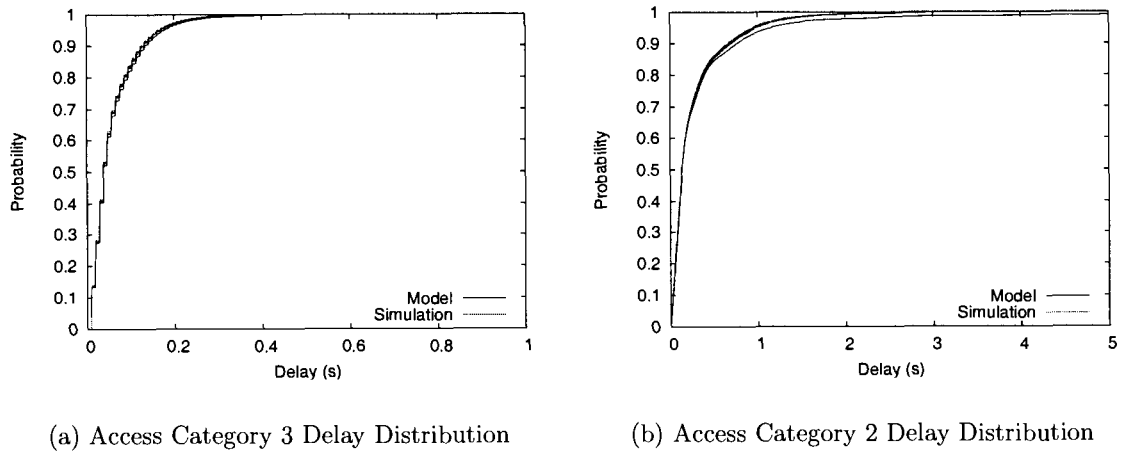 1
0.9
0.8
0.7
0.6
0.5
0.4
0.3
0.2
0.1
0
Probability
Model
Simulation
0 0.2 0.4 0.6 0.8 1
Delay (s)
(a) Access Category 3 Delay Distribution
1
0.9
0.8
0.7
0.6
0.5
0.4
0.3
0.2
0.1
0
Probability
Model
Simulation
0 1 2 3 4 5
Delay (s)
(b) Access Category 2 Delay Distribution